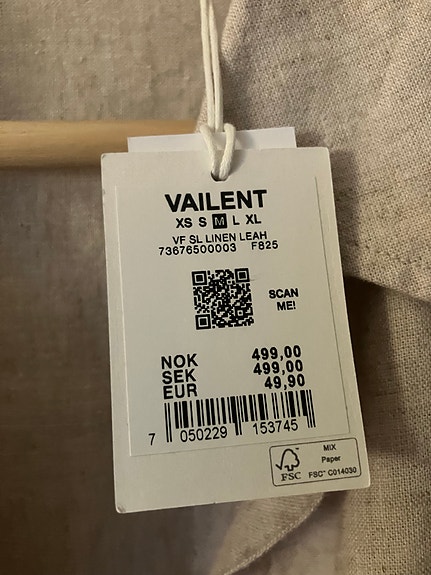 VAILENT
XS S M L XL
VF SL LINEN LEAH
73676500003 F825
SCAN
ME!
NOK 499,00
SEK 499,00
EUR 49,90
7 050229 153745
FSC
MIX
Paper
FSC™ C014030